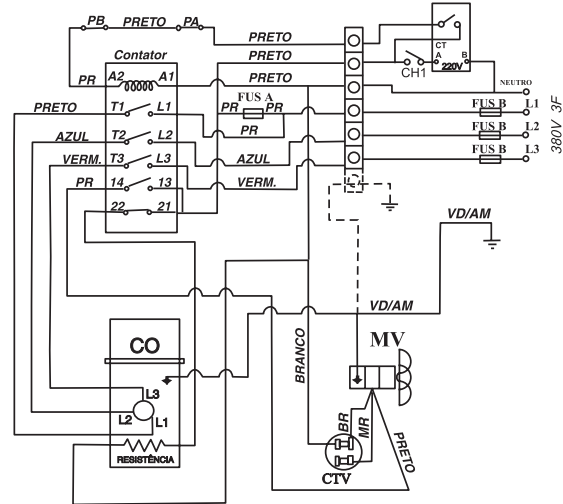 PB PRETO PA
PRETO
Contator
PRETO
CT
A B
220V
CH1
A2 A1
PR
PRETO
NEUTRO
FUS A
PRETO
T1 L1
PR PR
FUS B L1
PR
AZUL
T2 L2
FUS B L2
VERM.
T3 L3
AZUL
FUS B L3
380V 3F
PR
14 13
VERM.
22 21
VD/AM
VD/AM
CO
BRANCO
MV
L3
L2 L1
BR
MR
PRETO
RESISTÊNCIA
CTV